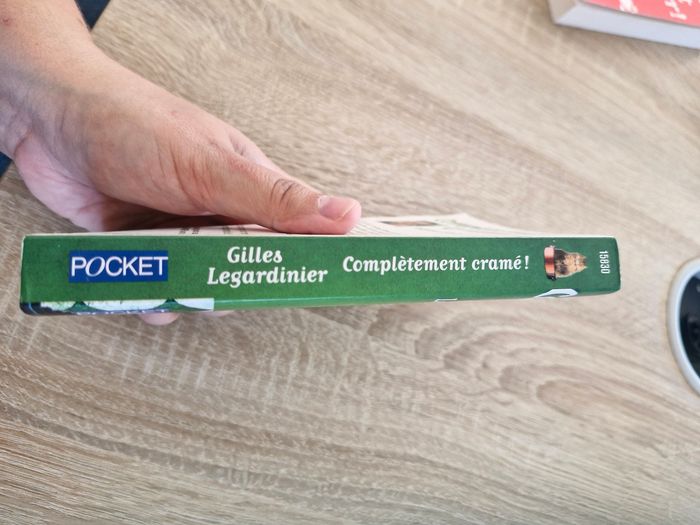 POCKET
Gilles
Legardinier
Complètement cramé !
15830